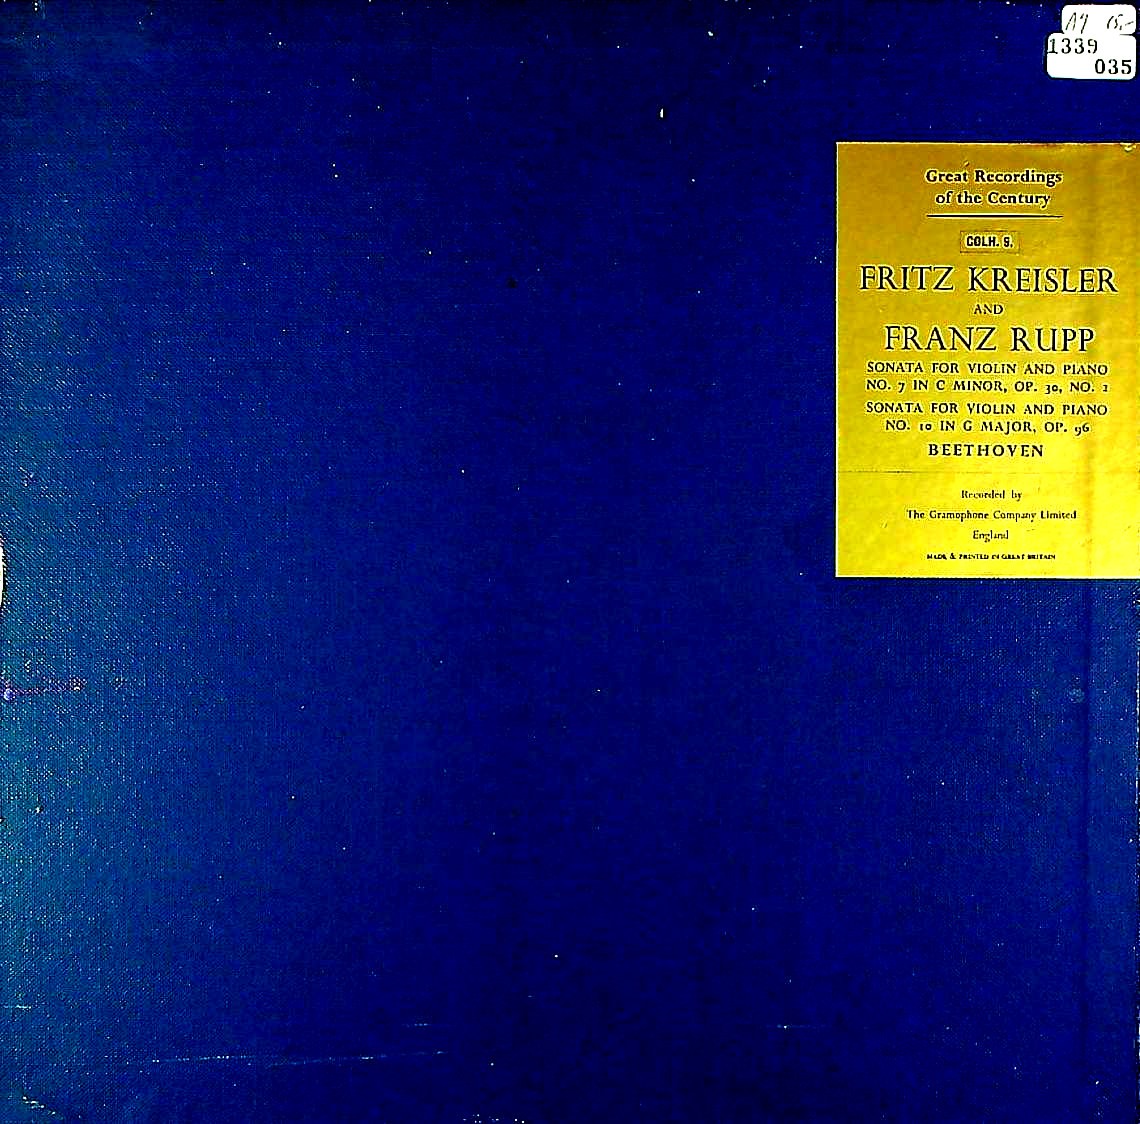 A9 15,-
1339
035
Great Recordings
of the Century
COLH. 9.
FRITZ KREISLER
AND
FRANZ RUPP
SONATA FOR VIOLIN AND PIANO
NO. 7 IN C MINOR, OP. 30, NO. 2
SONATA FOR VIOLIN AND PIANO
NO. 10 IN G MAJOR, OP. 96
BEETHOVEN
Recorded by
The Gramophone Company Limited
England
MADE & PRINTED IN GREAT BRITAIN